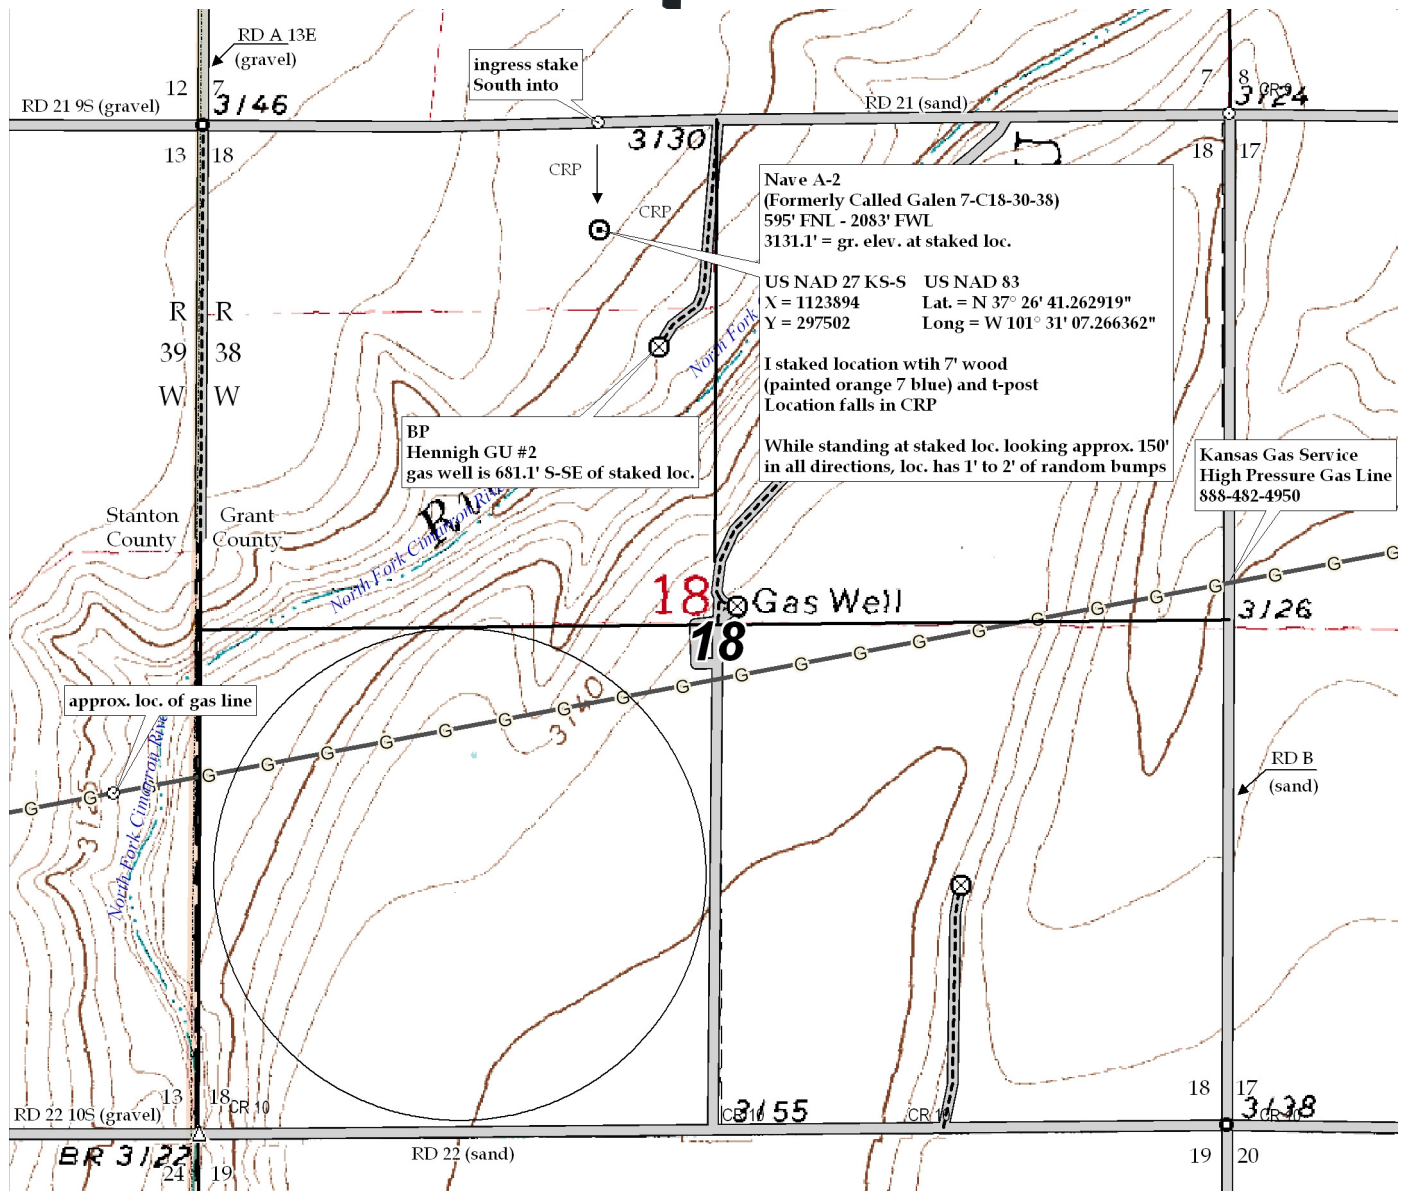 RD A 13E
(gravel)
12
7
RD 21 9S (gravel)
3146
ingress stake
South into
RD 21 (sand)
7
8
3124
13
18
3130
18
17
CRP
CRP
Nave A-2
(Formerly Called Galen 7-C18-30-38)
595' FNL - 2083' FWL
3131.1' = gr. elev. at staked loc.
US NAD 27 KS-S US NAD 83
X = 1123894 Lat. = N 37° 26' 41.262919"
Y = 297502 Long = W 101° 31' 07.266362"
I staked location wtih 7' wood
(painted orange 7 blue) and t-post
Location falls in CRP
While standing at staked loc. looking approx. 150'
in all directions, loc. has 1' to 2' of random bumps
R R
39 38
W W
North Fork
BP
Hennigh GU #2
gas well is 681.1' S-SE of staked loc.
Kansas Gas Service
High Pressure Gas Line
888-482-4950
Stanton
County
Grant
County
North Fork Cimarron River
18
Gas Well
18
3126
approx. loc. of gas line
3140
G G G G G G G G G G G G G G G G G G G G G G G G
North Fork Cimarron River
3125
RD B
(sand)
13
18
CR 10
RD 22 10S (gravel)
BR 3122
24
19
RD 22 (sand)
CR 10
3155
CR 10
18
17
3138
CR 10
19
20